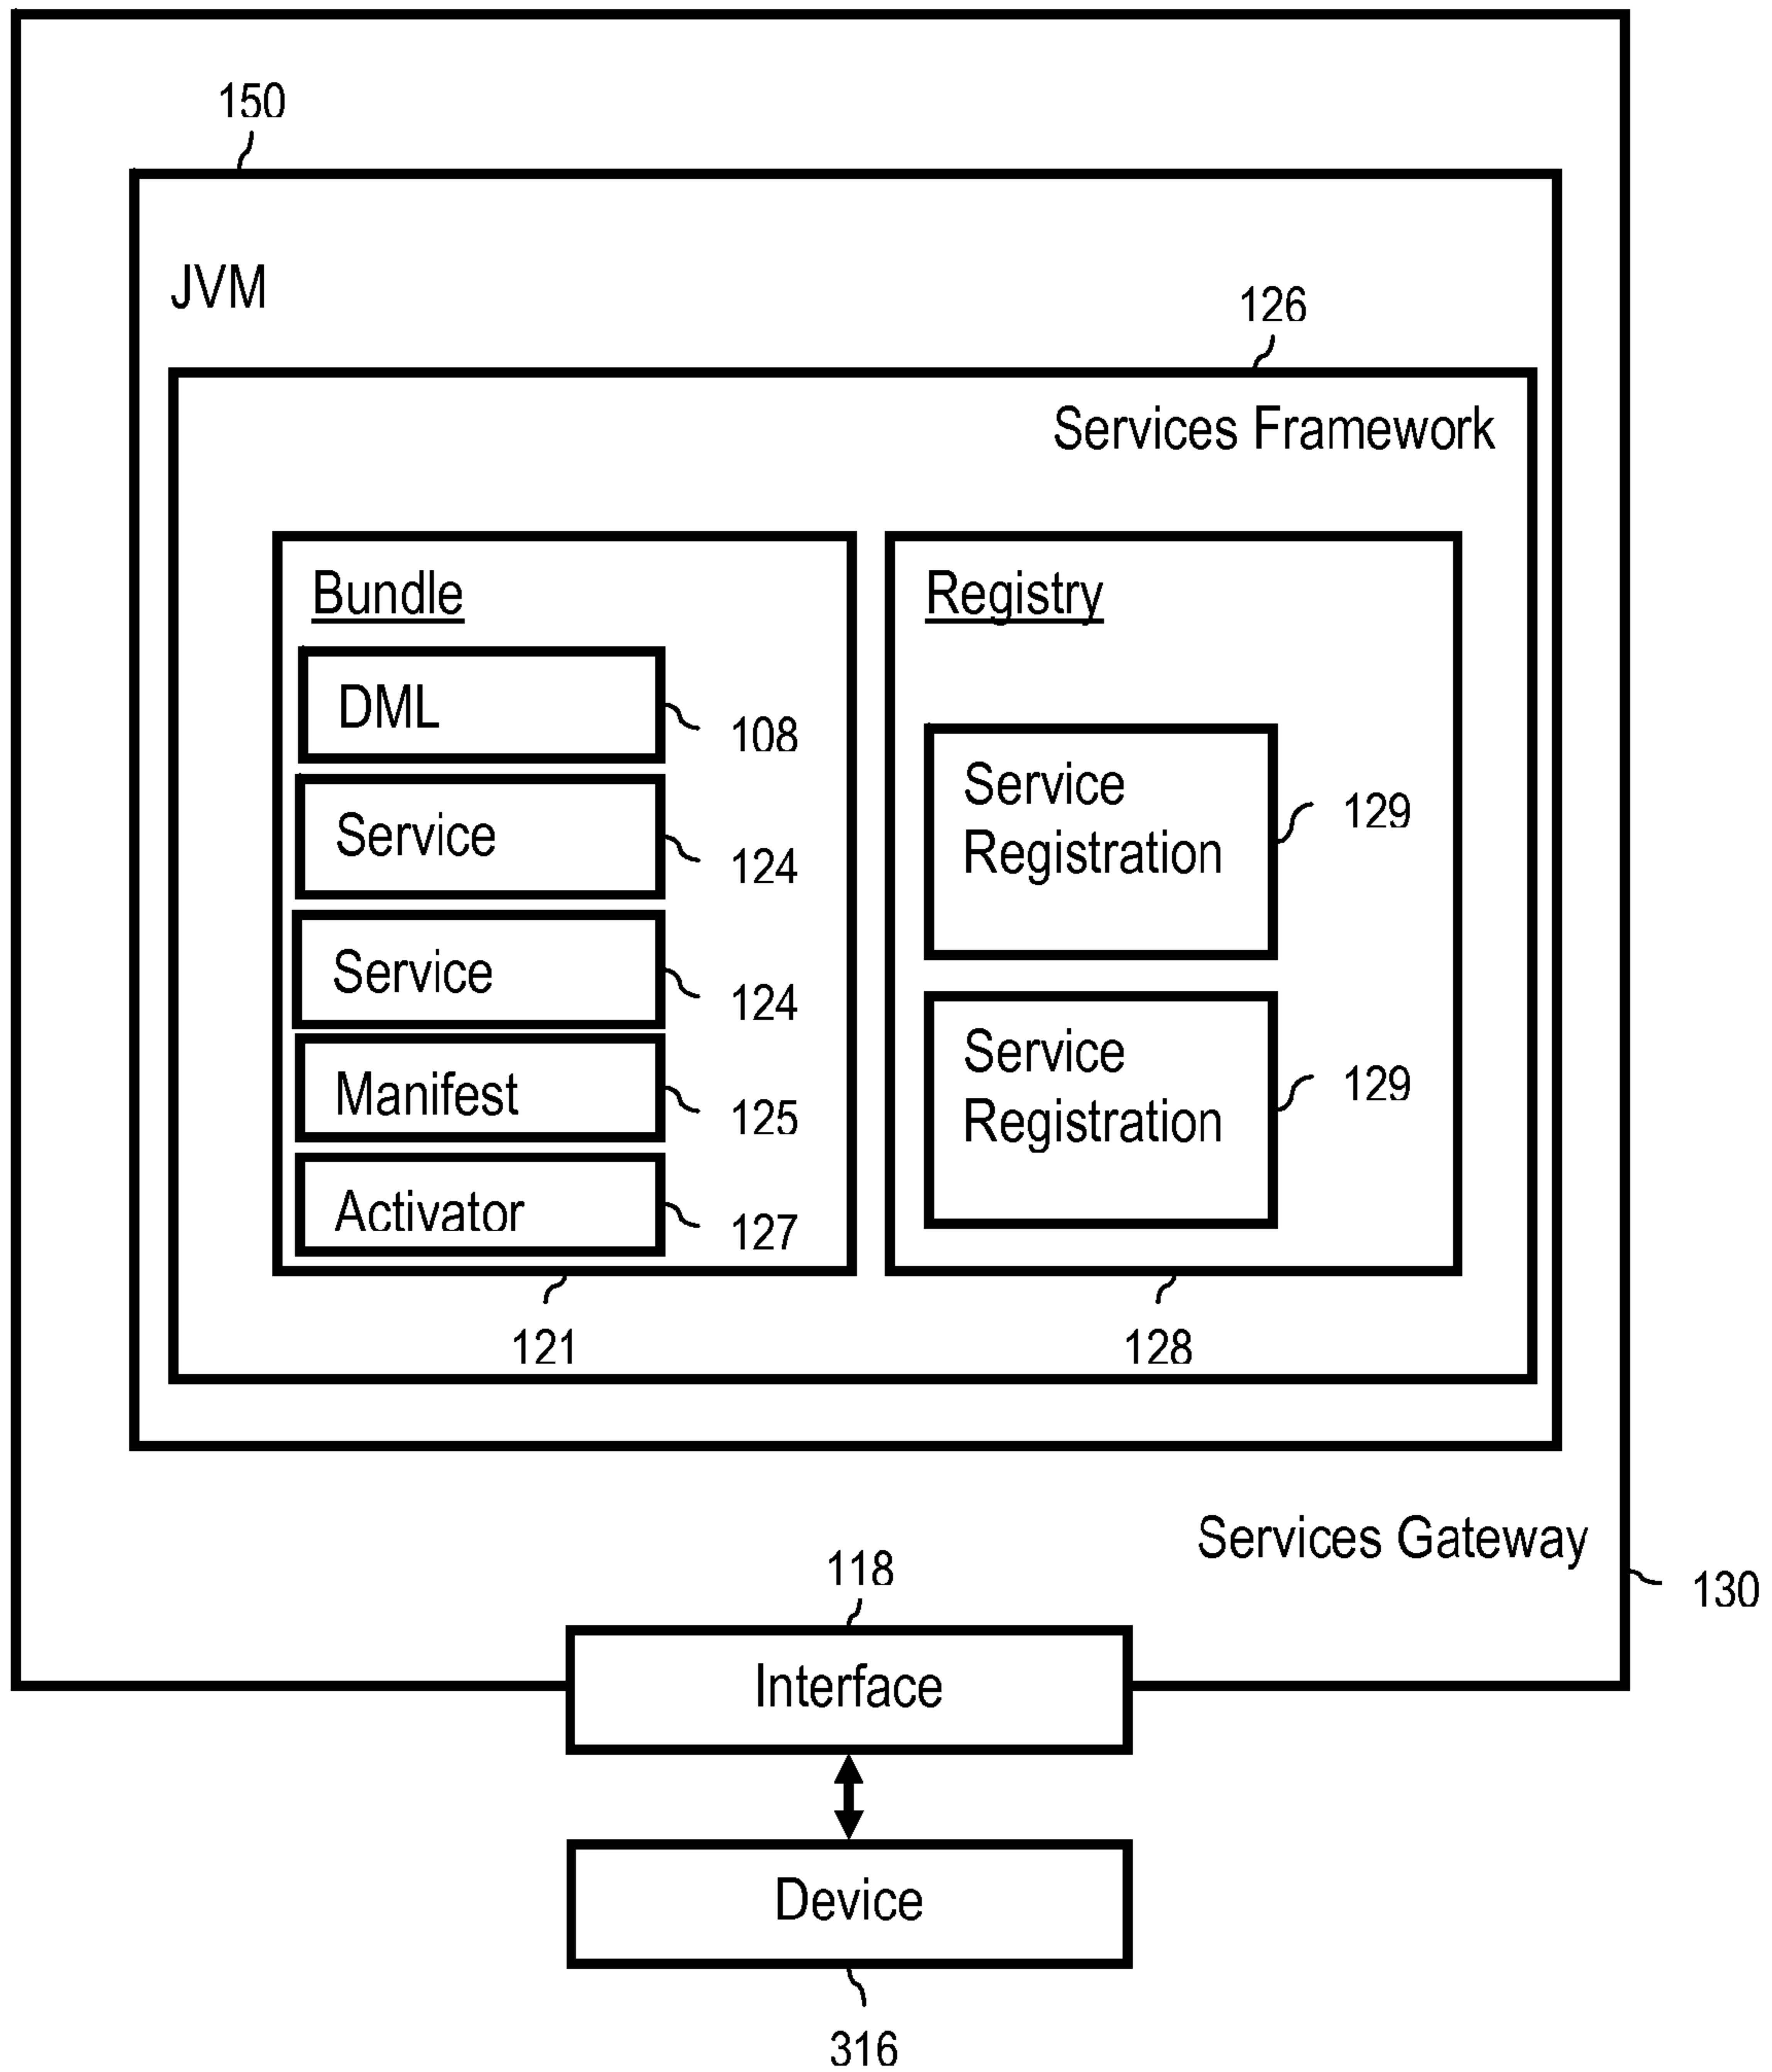 150
JVM
126
Services Framework
Bundle
DML
108
Service
124
Service
124
Manifest
125
Activator
127
121
Registry
Service
Registration
129
Service
Registration
129
128
Services Gateway
130
118
Interface
Device
316